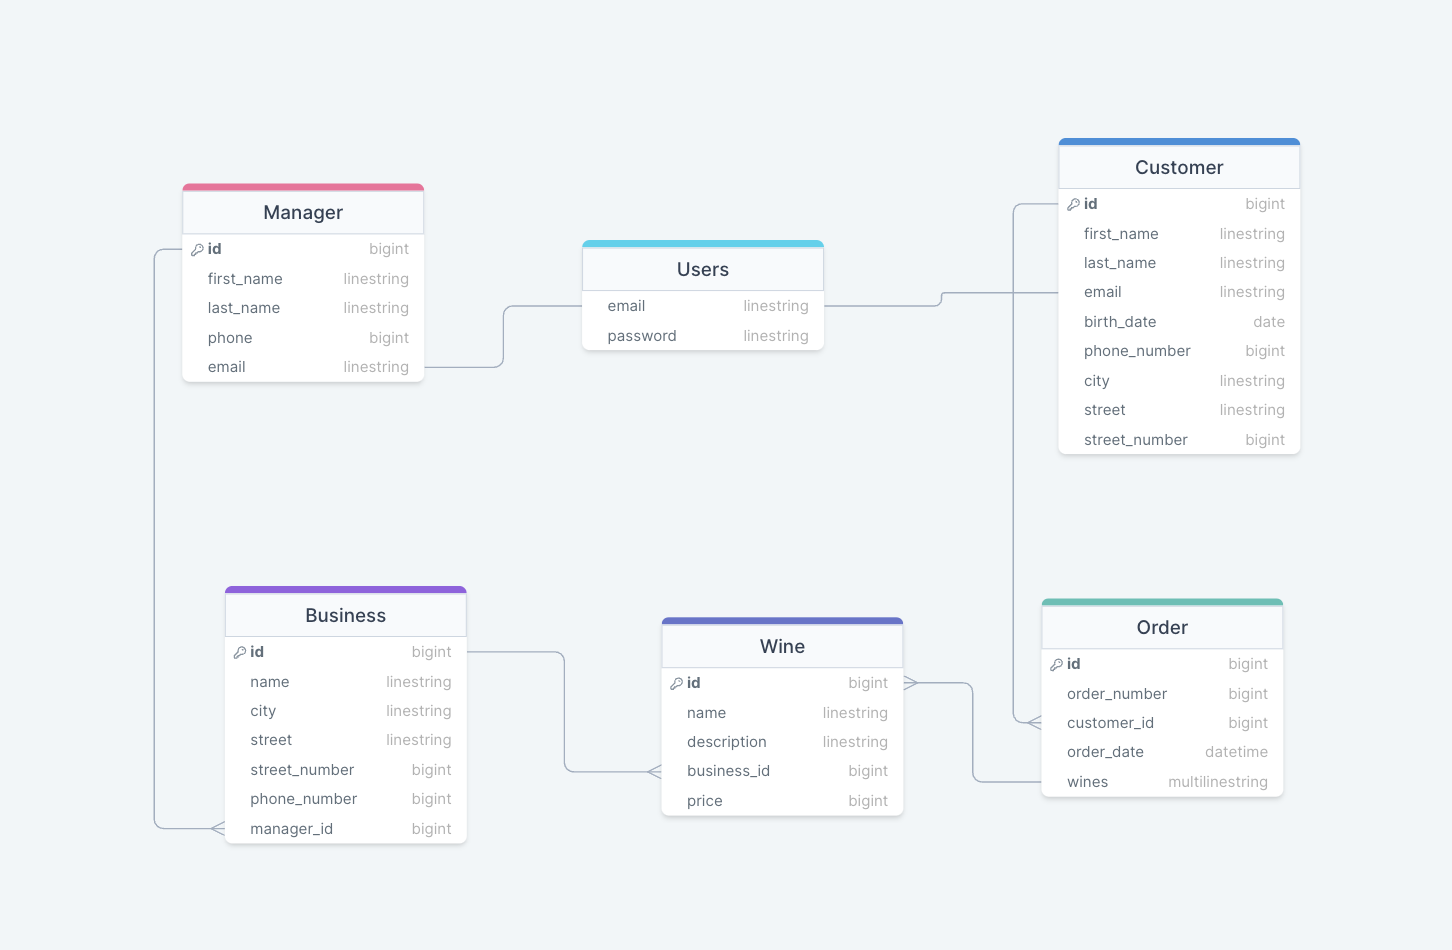 Manager
id bigint
first_name linestring
last_name linestring
phone bigint
email linestring
Users
email linestring
password linestring
Customer
id bigint
first_name linestring
last_name linestring
email linestring
birth_date date
phone_number bigint
city linestring
street linestring
street_number bigint
Business
id bigint
name linestring
city linestring
street linestring
street_number bigint
phone_number bigint
manager_id bigint
Wine
id bigint
name linestring
description linestring
business_id bigint
price bigint
Order
id bigint
order_number bigint
customer_id bigint
order_date datetime
wines multilinestring